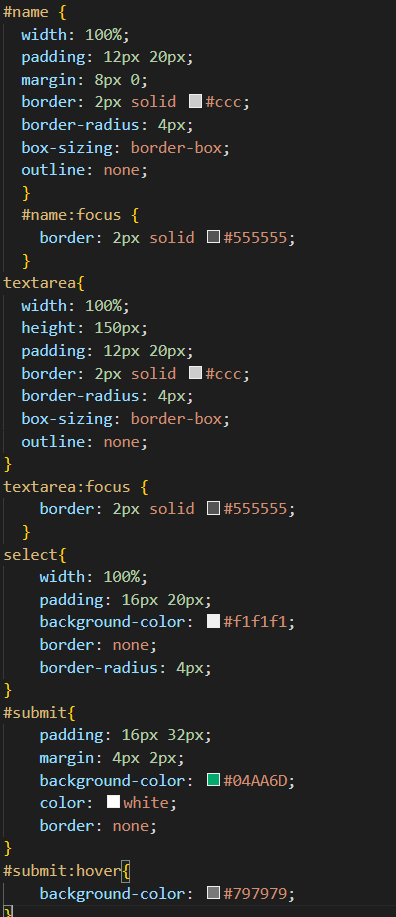 #name {
  width: 100%;
  padding: 12px 20px;
  margin: 8px 0;
  border: 2px solid #ccc;
  border-radius: 4px;
  box-sizing: border-box;
  outline: none;
  }
  #name:focus {
    border: 2px solid #555555;
  }
textarea{
  width: 100%;
  height: 150px;
  padding: 12px 20px;
  border: 2px solid #ccc;
  border-radius: 4px;
  box-sizing: border-box;
  outline: none;
}
textarea:focus {
    border: 2px solid #555555;
  }
select{
    width: 100%;
    padding: 16px 20px;
    background-color: #f1f1f1;
    border: none;
    border-radius: 4px;
}
#submit{
    padding: 16px 32px;
    margin: 4px 2px;
    background-color: #04AA6D;
    color: white;
    border: none;
}
#submit:hover{
    background-color: #797979;
}